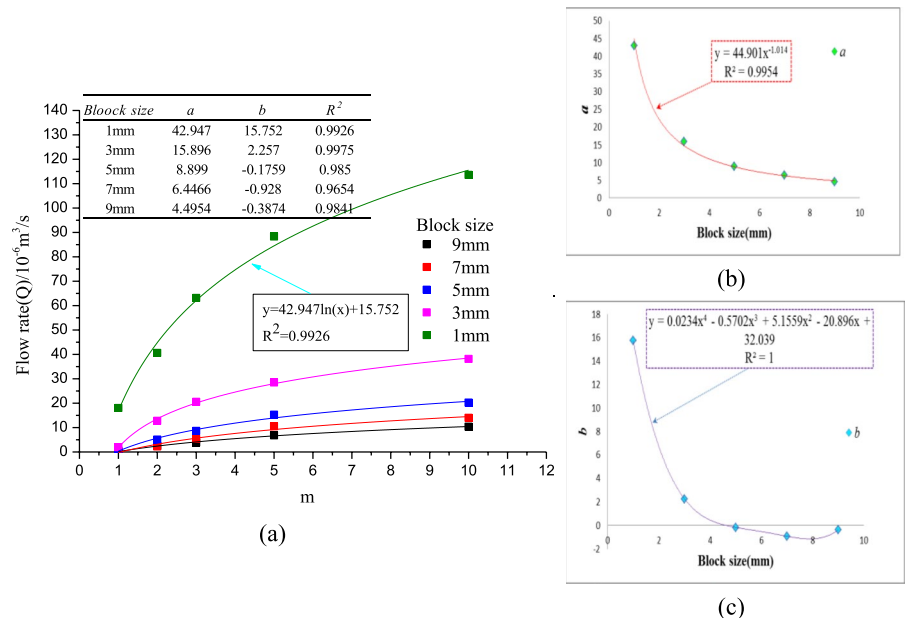 Bloock size a b R²
1mm 42.947 15.752 0.9926
3mm 15.896 2.257 0.9975
5mm 8.899 -0.1759 0.985
7mm 6.4466 -0.928 0.9654
9mm 4.4954 -0.3874 0.9841
Flow rate(Q)/10⁻⁶m³/s
140
130
120
110
100
90
80
70
60
50
40
30
20
10
0
Block size
9mm
7mm
5mm
3mm
1mm
y=42.947ln(x)+15.752
R²=0.9926
0 1 2 3 4 5 6 7 8 9 10 11 12
m
(a)
a
45
40
35
30
25
20
15
10
5
0
y = 44.901x⁻¹·⁰¹⁴
R² = 0.9954
a
0 2 4 6 8 10
Block size(mm)
(b)
b
18
16
14
12
10
8
6
4
2
0
-2
y = 0.0234x⁴ - 0.5702x³ + 5.1559x² - 20.896x +
32.039
R² = 1
b
0 2 4 6 8 10
Block size(mm)
(c)